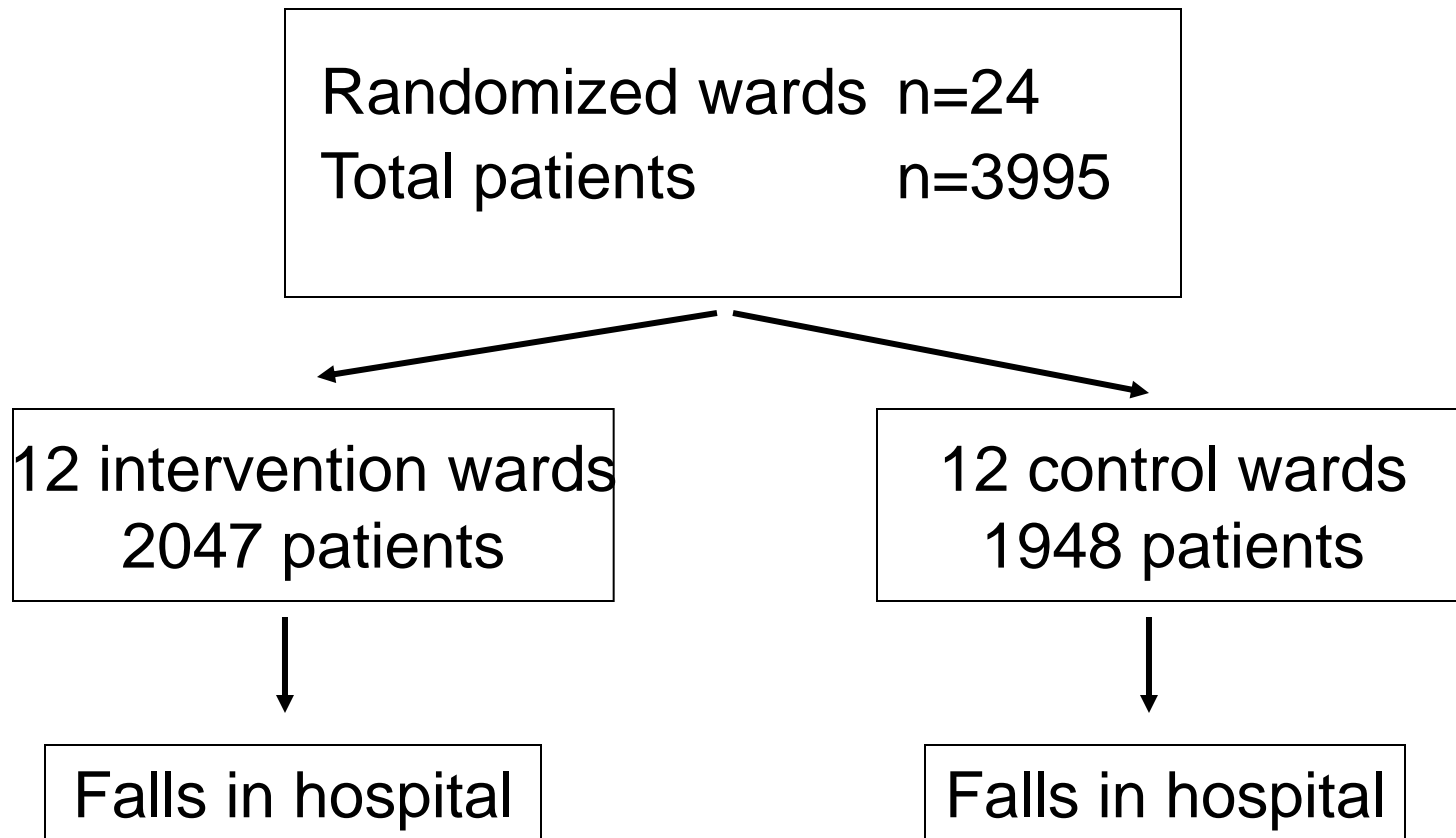 Randomized wards n=24
Total patients n=3995
12 intervention wards
2047 patients
12 control wards
1948 patients
Falls in hospital
Falls in hospital